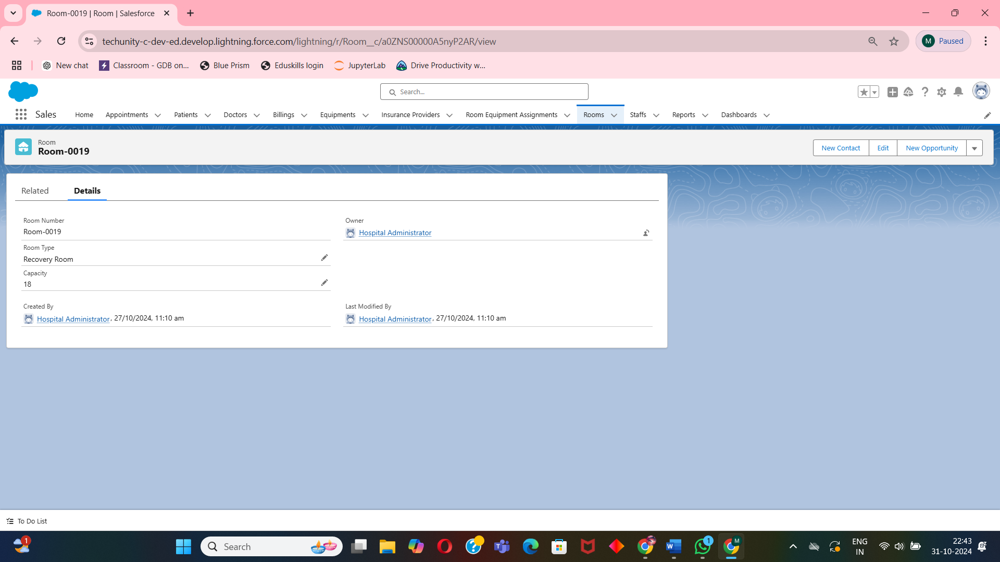 Room-0019 | Room | Salesforce
techunity-c-dev-ed.develop.lightning.force.com/lightning/r/Room__c/a0ZNS00000A5nyP2AR/view
M Paused
New chat Classroom - GDB on... Blue Prism Eduskills login JupyterLab Drive Productivity w...
Search...
Sales Home Appointments Patients Doctors Billings Equipments Insurance Providers Room Equipment Assignments Rooms Staffs Reports Dashboards
Room
Room-0019
New Contact Edit New Opportunity
Related Details
Room Number
Room-0019
Owner
Hospital Administrator
Room Type
Recovery Room
Capacity
18
Created By
Hospital Administrator, 27/10/2024, 11:10 am
Last Modified By
Hospital Administrator, 27/10/2024, 11:10 am
To Do List
1
Search
1
M
ENG
IN
22:43
31-10-2024